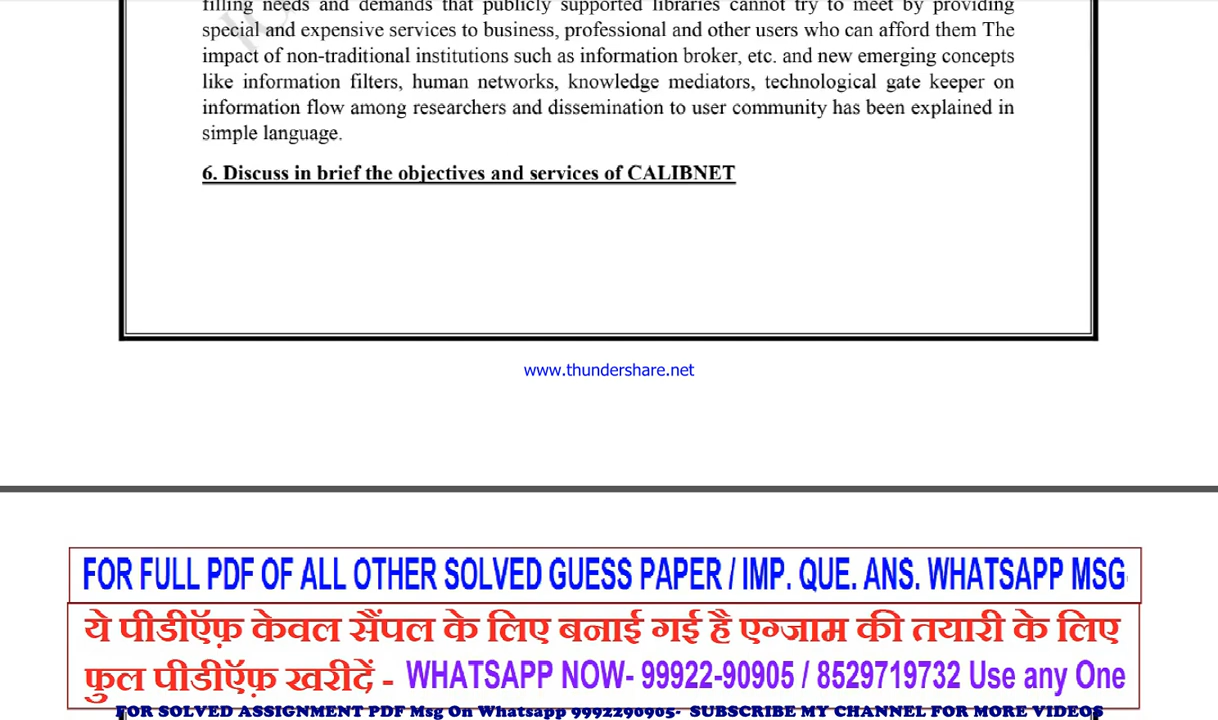 filling needs and demands that publicly supported libraries cannot try to meet by providing
special and expensive services to business, professional and other users who can afford them The
impact of non-traditional institutions such as information broker, etc. and new emerging concepts
like information filters, human networks, knowledge mediators, technological gate keeper on
information flow among researchers and dissemination to user community has been explained in
simple language.
6. Discuss in brief the objectives and services of CALIBNET
www.thundershare.net
FOR FULL PDF OF ALL OTHER SOLVED GUESS PAPER / IMP. QUE. ANS. WHATSAPP MSG
ये पीडीऍफ़ केवल सैंपल के लिए बनाई गई है एग्जाम की तयारी के लिए
फुल पीडीऍफ़ खरीदें - WHATSAPP NOW- 99922-90905 / 8529719732 Use any One
FOR SOLVED ASSIGNMENT PDF Msg On Whatsapp 9992290905- SUBSCRIBE MY CHANNEL FOR MORE VIDEOS